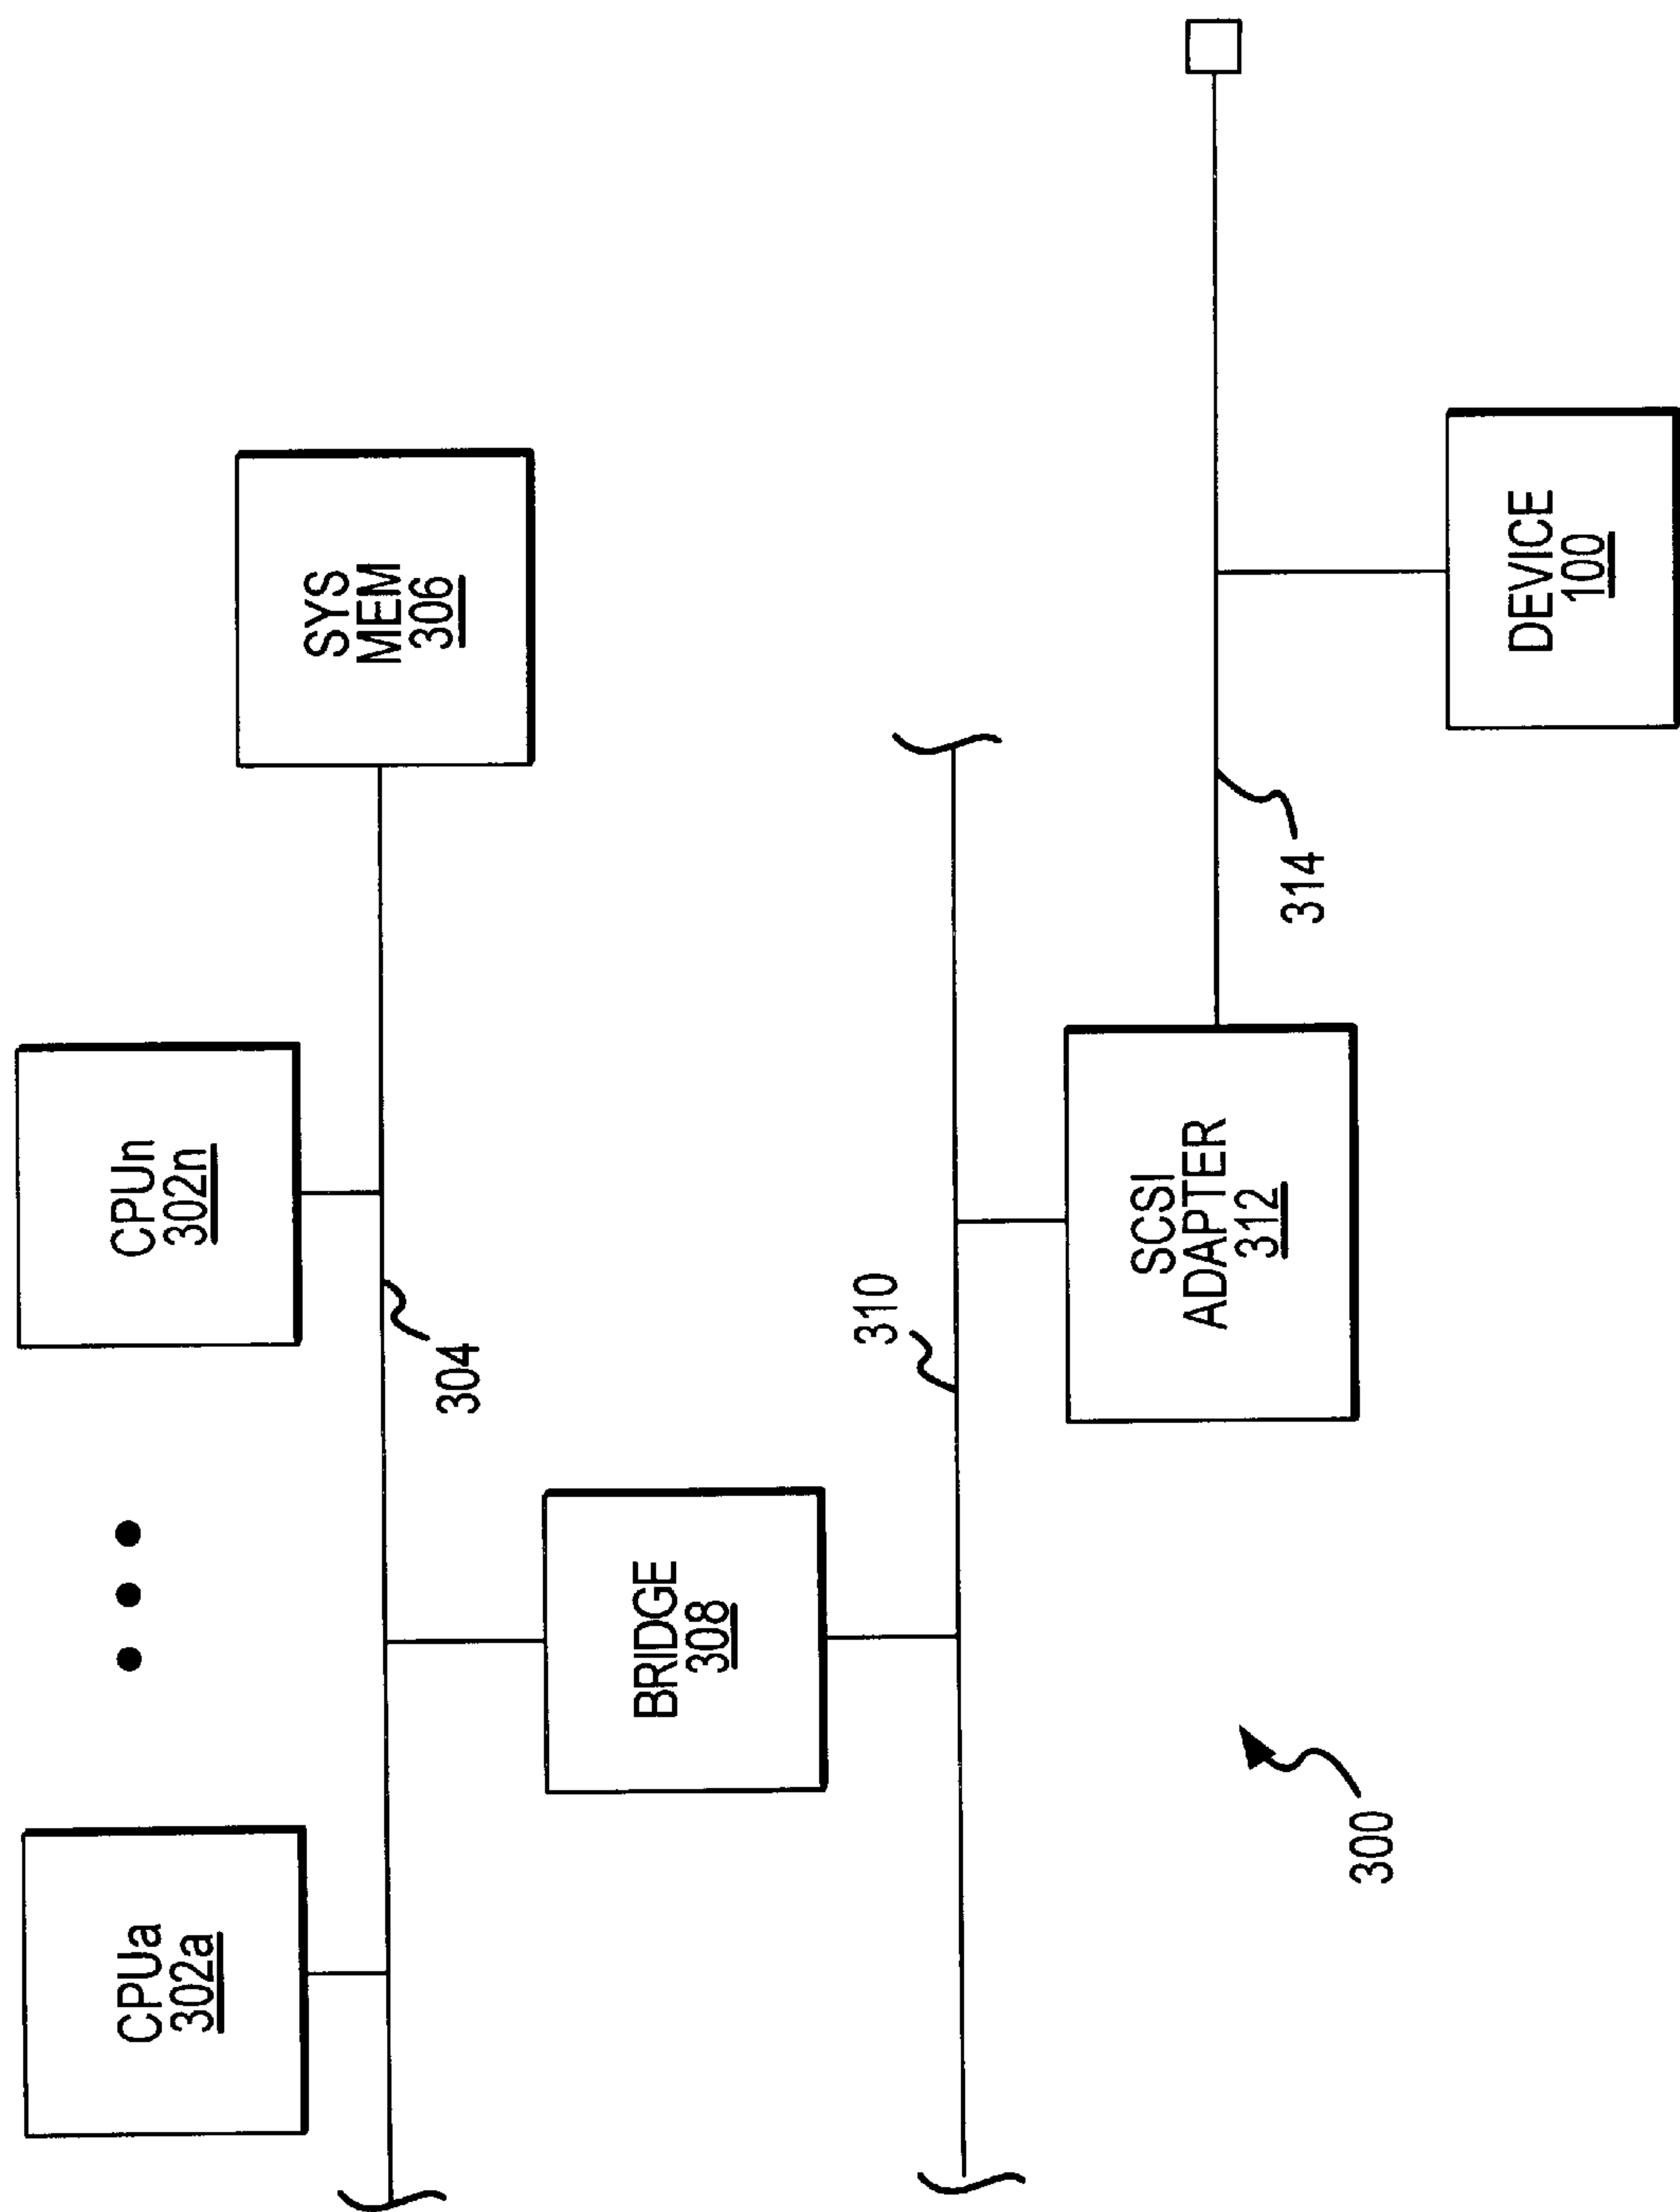 CPUa
302a
CPUn
302n
304
SYS
MEM
306
BRIDGE
308
310
SCSI
ADAPTER
312
314
DEVICE
100
300